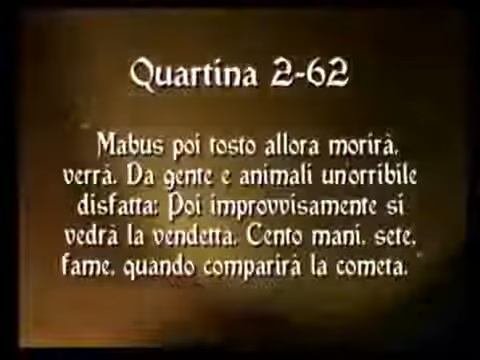 Quartina 2-62
" Mabus poi tosto allora morirà,
verrà. Da gente e animali un'orribile
disfatta: Poi improvvisamente si
vedrà la vendetta. Cento mani, sete,
fame, quando comparirà la cometa. "